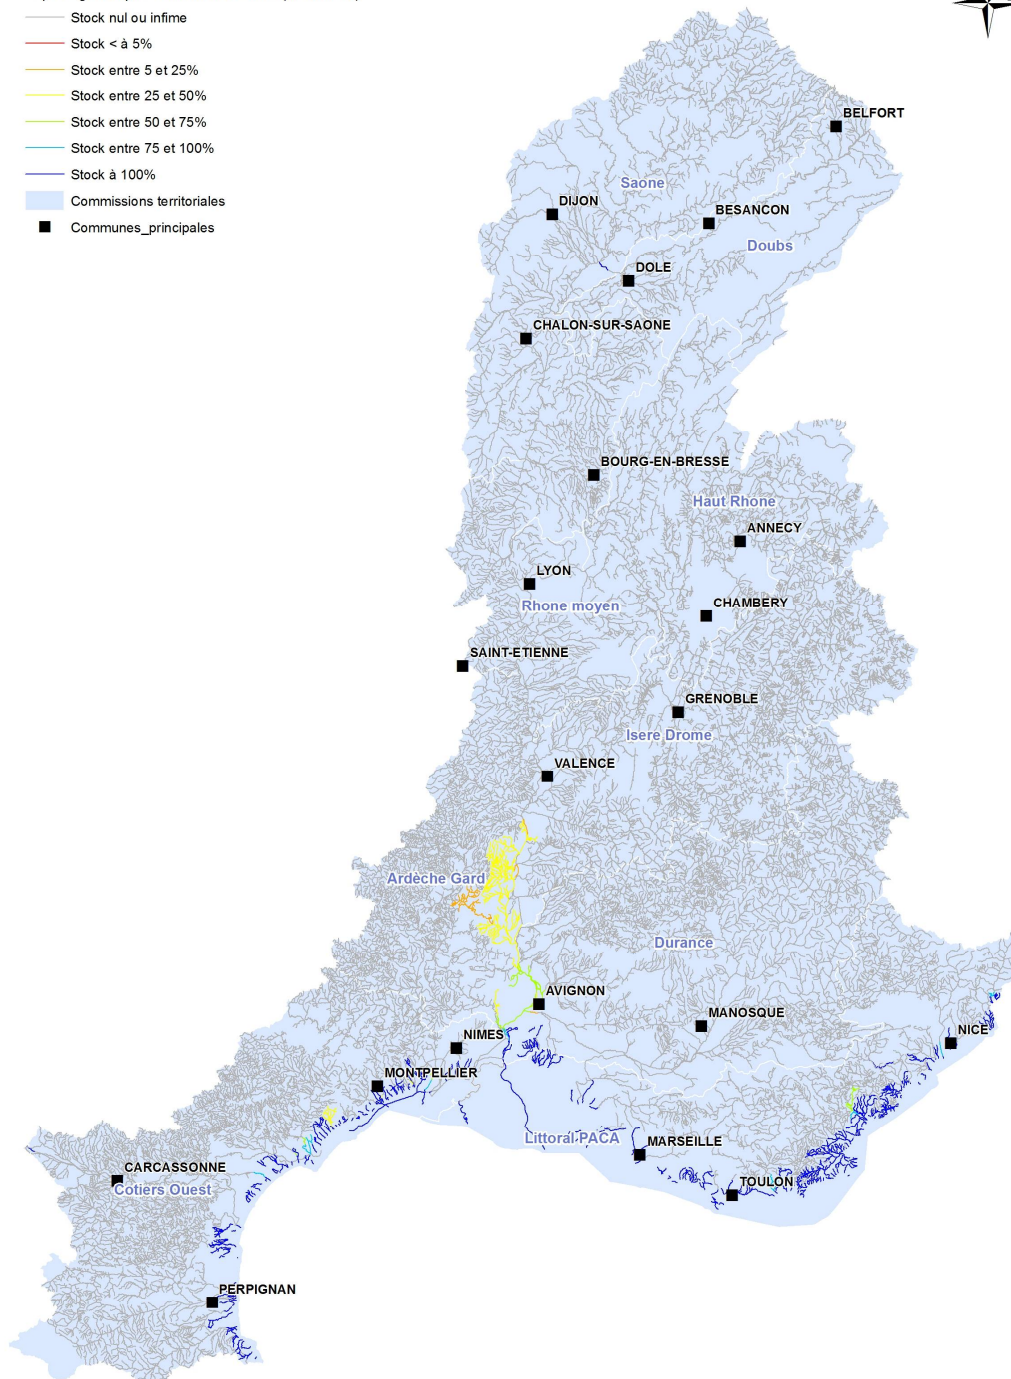 Stock nul ou infime
Stock < à 5%
Stock entre 5 et 25%
Stock entre 25 et 50%
Stock entre 50 et 75%
Stock entre 75 et 100%
Stock à 100%
Commissions territoriales
Communes_principales
BELFORT
Saone
DIJON
BESANCON
Doubs
DOLE
CHALON-SUR-SAONE
BOURG-EN-BRESSE
Haut Rhone
ANNECY
LYON
Rhone moyen
CHAMBERY
SAINT-ETIENNE
GRENOBLE
Isere Drome
VALENCE
Ardèche Gard
Durance
AVIGNON
MANOSQUE
NIMES
NICE
MONTPELLIER
Littoral PACA
MARSEILLE
CARCASSONNE
Cotiers Ouest
TOULON
PERPIGNAN